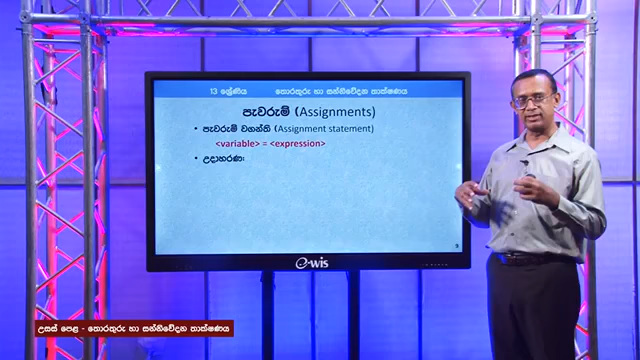 13 ශ්‍රේණිය තොරතුරු හා සන්නිවේදන තාක්ෂණය
පැවරුම් (Assignments)
• පැවරුම් වගන්ති (Assignment statement)
<variable> = <expression>
• උදාහරණ:
9
e-wis
උසස් පෙළ - තොරතුරු හා සන්නිවේදන තාක්ෂණය